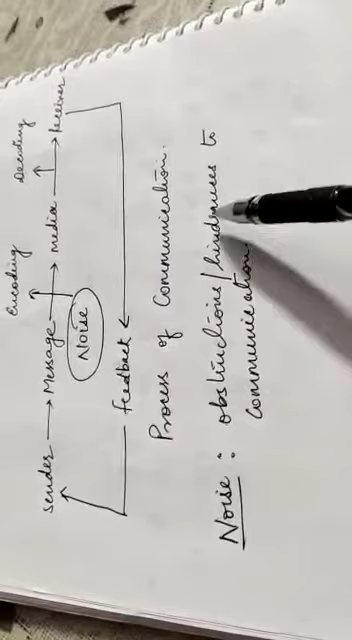 Encoding Decoding
Sender Message media Receiver
Noise
Feedback
Process of Communication.
Noise : obstructions/hindrances to
Communication.